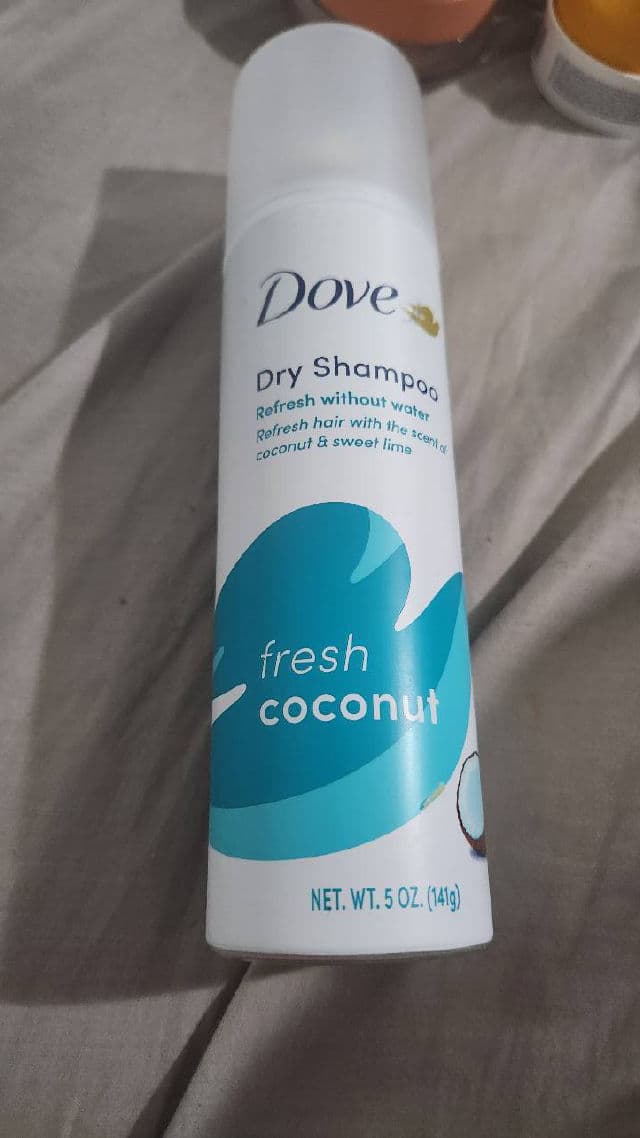 Dove
Dry Shampoo
Refresh without water
Refresh hair with the scent of
coconut & sweet lime
fresh
coconut
NET. WT. 5 OZ. (141g)